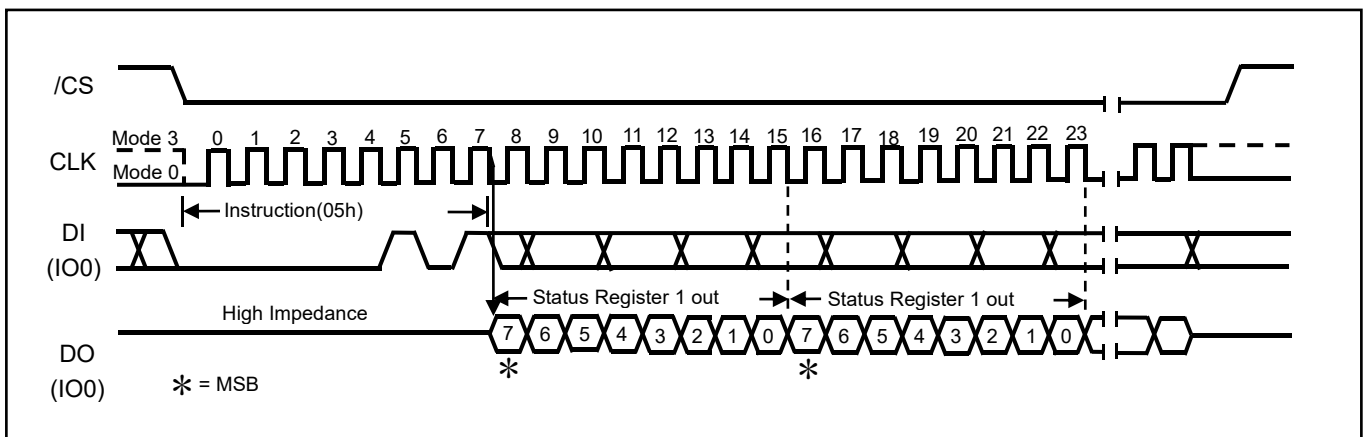 /CS
Mode 3 0 1 2 3 4 5 6 7 8 9 10 11 12 13 14 15 16 17 18 19 20 21 22 23
CLK
Mode 0
Instruction(05h)
DI
(IO0)
Status Register 1 out Status Register 1 out
High Impedance
7 6 5 4 3 2 1 0 7 6 5 4 3 2 1 0
DO
(IO0)
* *
* = MSB